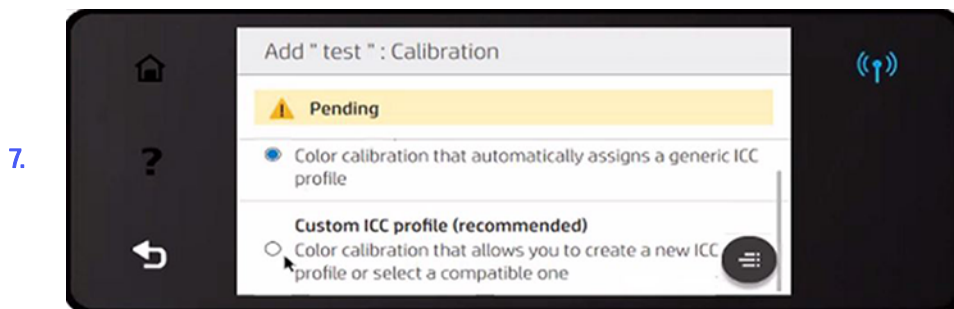 Add " test " : Calibration
Pending
Color calibration that automatically assigns a generic ICC
profile
7.
?
Custom ICC profile (recommended)
Color calibration that allows you to create a new ICC
profile or select a compatible one